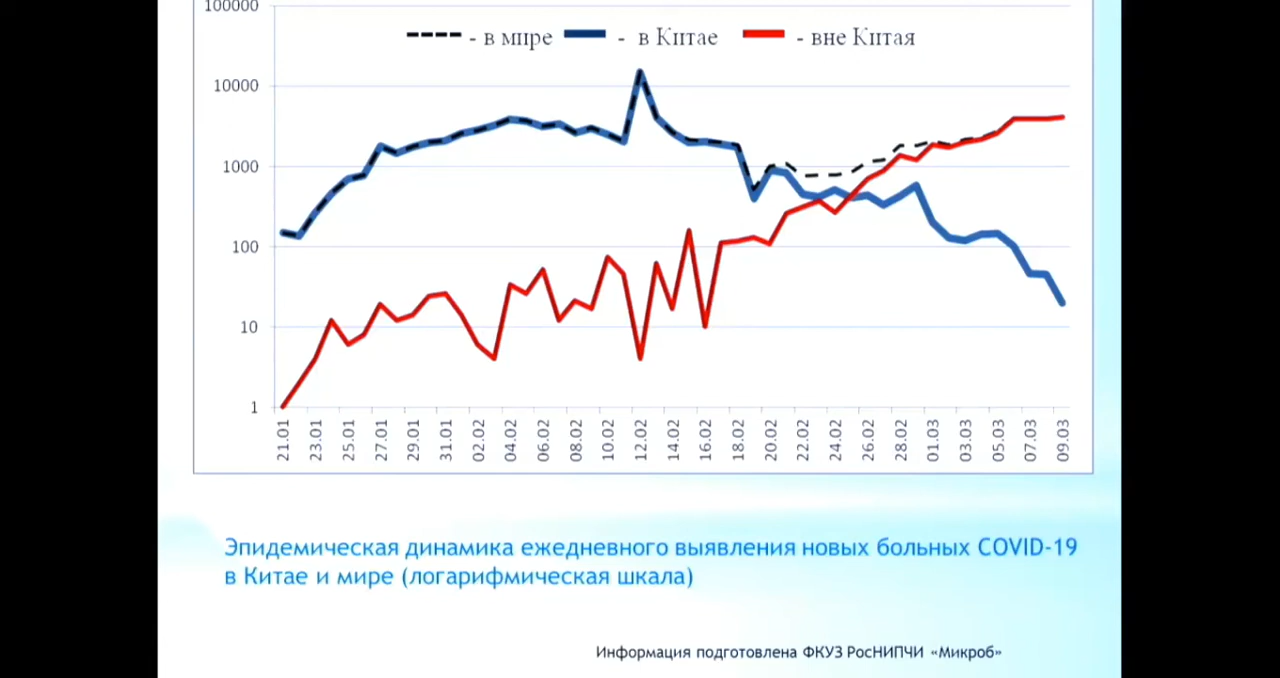 100000
- в мире - в Китае - вне Китая
10000
1000
100
10
1
21.01 23.01 25.01 27.01 29.01 31.01 02.02 04.02 06.02 08.02 10.02 12.02 14.02 16.02 18.02 20.02 22.02 24.02 26.02 28.02 01.03 03.03 05.03 07.03 09.03
Эпидемическая динамика ежедневного выявления новых больных COVID-19
в Китае и мире (логарифмическая шкала)
Информация подготовлена ФКУЗ РосНИПЧИ «Микроб»